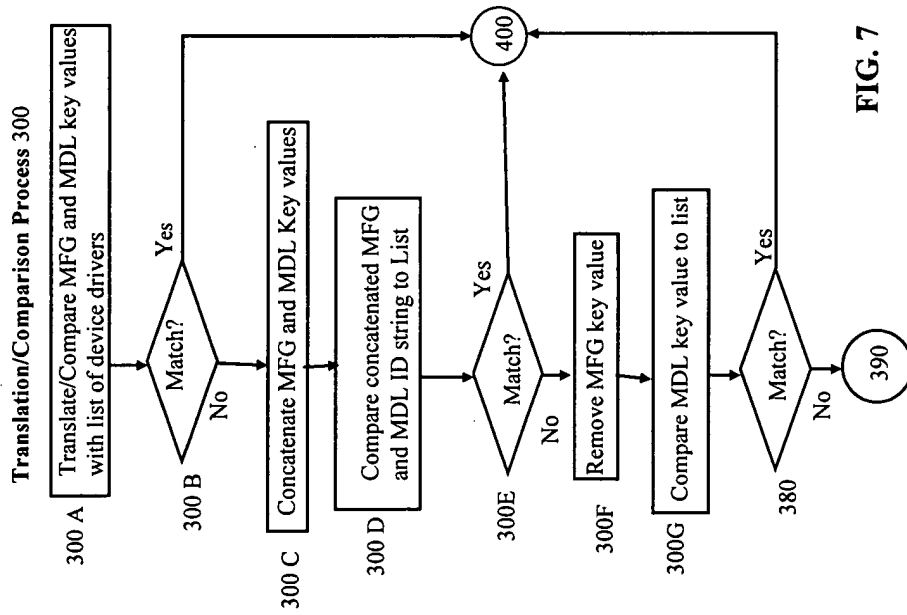 Translation/Comparison Process 300
300 A
Translate/Compare MFG and MDL key values
with list of device drivers
300 B
Match?
Yes
No
300 C
Concatenate MFG and MDL Key values
300 D
Compare concatenated MFG
and MDL ID string to List
400
300E
Match?
Yes
No
300F
Remove MFG key value
300G
Compare MDL key value to list
380
Match?
Yes
No
390
FIG. 7